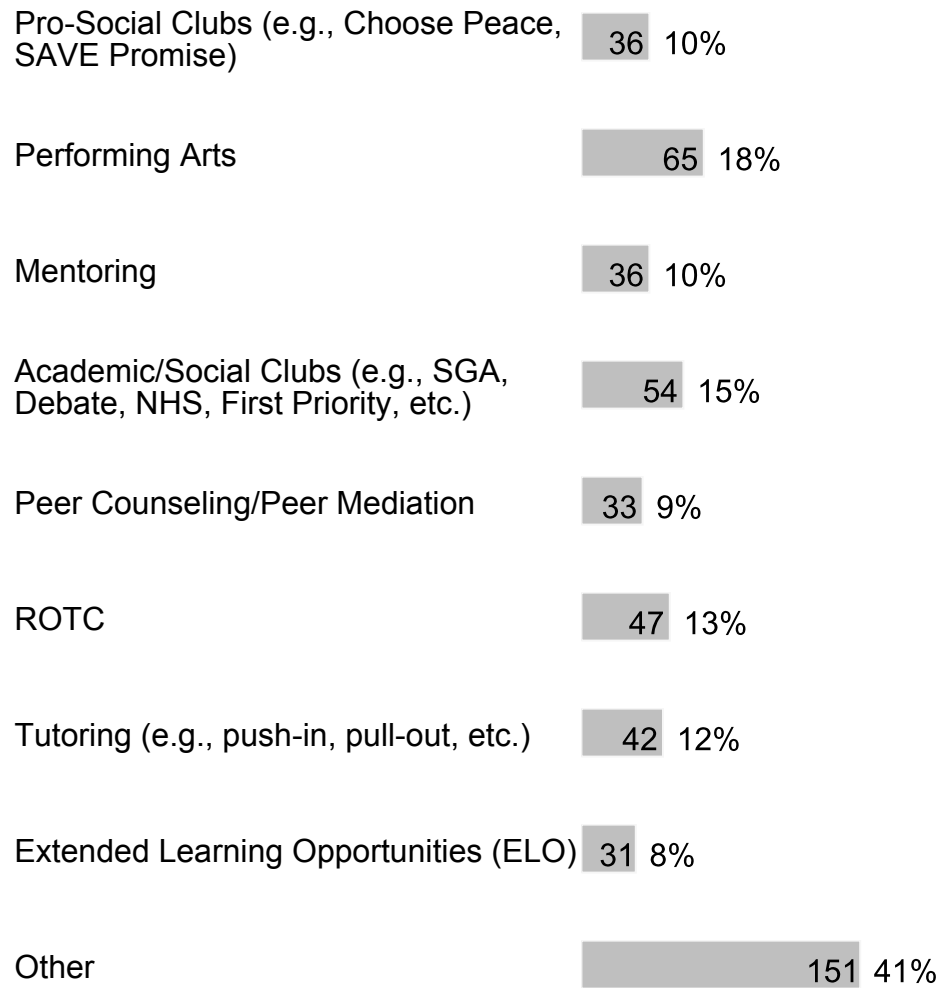 Pro-Social Clubs (e.g., Choose Peace,
SAVE Promise)
36 10%
Performing Arts
65 18%
Mentoring
36 10%
Academic/Social Clubs (e.g., SGA,
Debate, NHS, First Priority, etc.)
54 15%
Peer Counseling/Peer Mediation
33 9%
ROTC
47 13%
Tutoring (e.g., push-in, pull-out, etc.)
42 12%
Extended Learning Opportunities (ELO)
31 8%
Other
151 41%